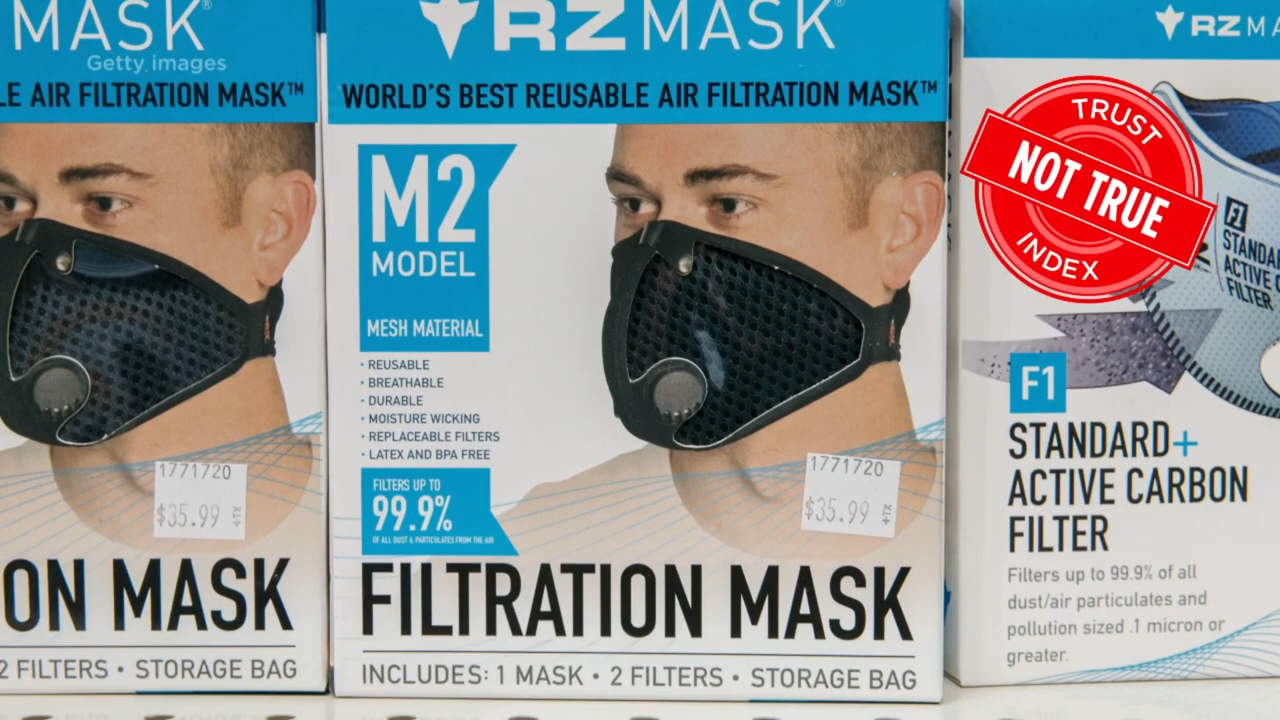 MASK®
Getty images
LE AIR FILTRATION MASK™
1771720
$35.99 +TX
ON MASK
2 FILTERS • STORAGE BAG
RZ MASK®
WORLD'S BEST REUSABLE AIR FILTRATION MASK™
M2
MODEL
MESH MATERIAL
• REUSABLE
• BREATHABLE
• DURABLE
• MOISTURE WICKING
• REPLACEABLE FILTERS
• LATEX AND BPA FREE
FILTERS UP TO
99.9%
OF ALL DUST & PARTICULATES FROM THE AIR
1771720
$35.99 +TX
FILTRATION MASK
INCLUDES: 1 MASK • 2 FILTERS • STORAGE BAG
RZ MA
TRUST
NOT TRUE
INDEX
F1
STANDA
ACTIVE C
FILTER
F1
STANDARD+
ACTIVE CARBON
FILTER
Filters up to 99.9% of all
dust/air particulates and
pollution sized .1 micron or
greater.